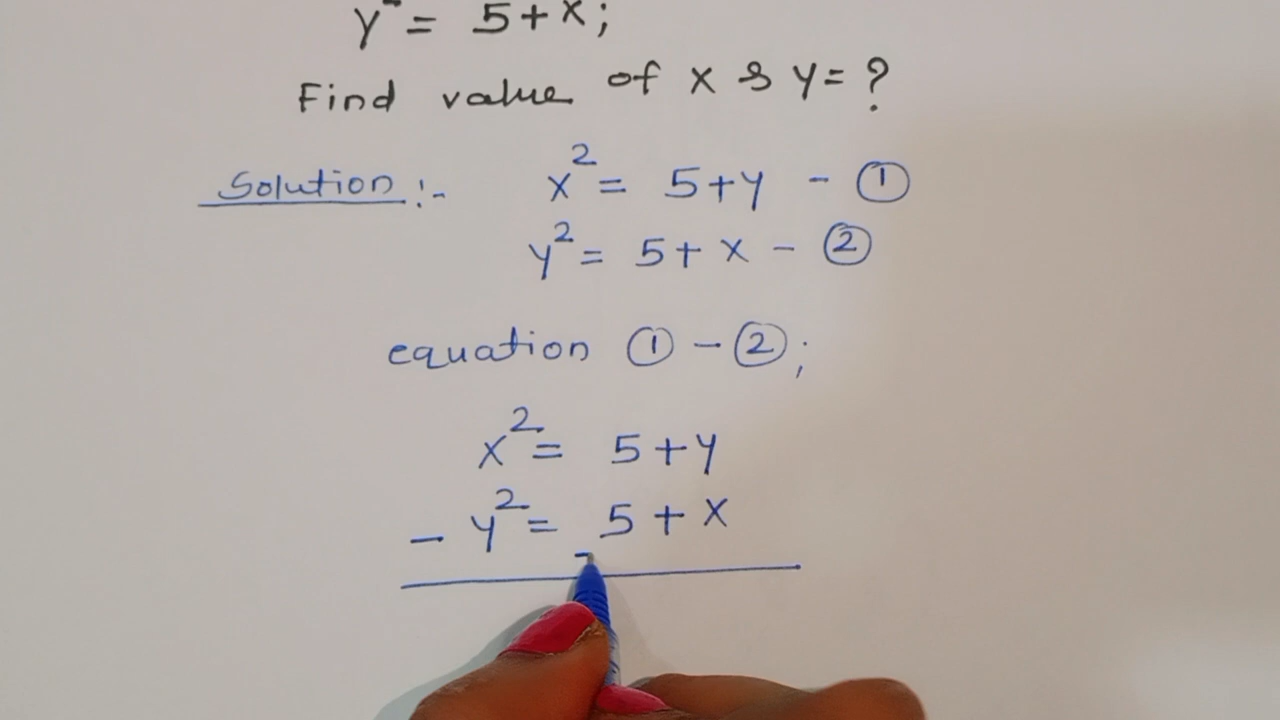 y² = 5+x;
Find value of x & y= ?
Solution :- x² = 5+y - ①
y² = 5+ x - ②
equation ① - ②;
x² = 5+y
- y² = 5 + x
-